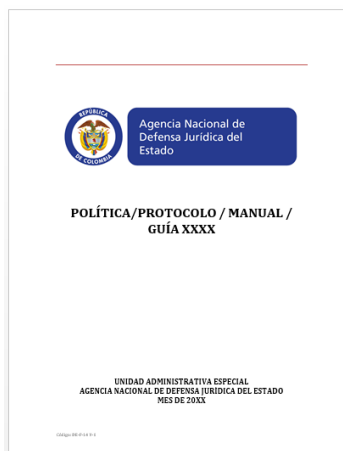 REPÚBLICA
DE COLOMBIA
Agencia Nacional de
Defensa Jurídica del
Estado
POLÍTICA/PROTOCOLO / MANUAL /
GUÍA XXXX
UNIDAD ADMINISTRATIVA ESPECIAL
AGENCIA NACIONAL DE DEFENSA JURÍDICA DEL ESTADO
MES DE 20XX
Código: